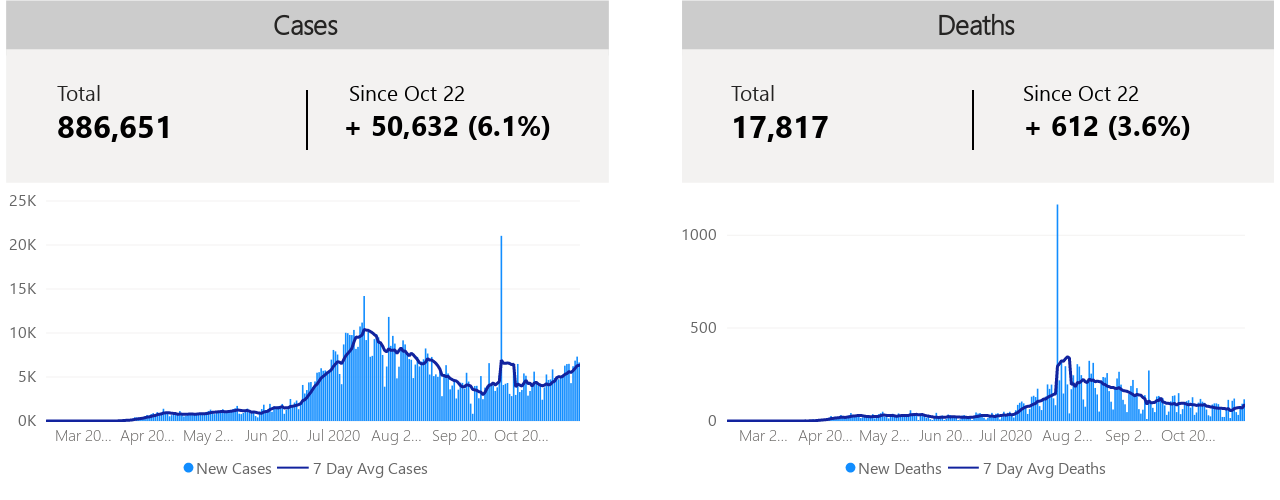 Cases
Total
886,651
Since Oct 22
+ 50,632 (6.1%)
25K
20K
15K
10K
5K
0K
Mar 20... Apr 20... May 2... Jun 20... Jul 2020 Aug 2... Sep 20... Oct 20...
New Cases 7 Day Avg Cases
Deaths
Total
17,817
Since Oct 22
+ 612 (3.6%)
1000
500
0
Mar 2... Apr 20... May 2... Jun 20... Jul 2020 Aug 2... Sep 2... Oct 20...
New Deaths 7 Day Avg Deaths